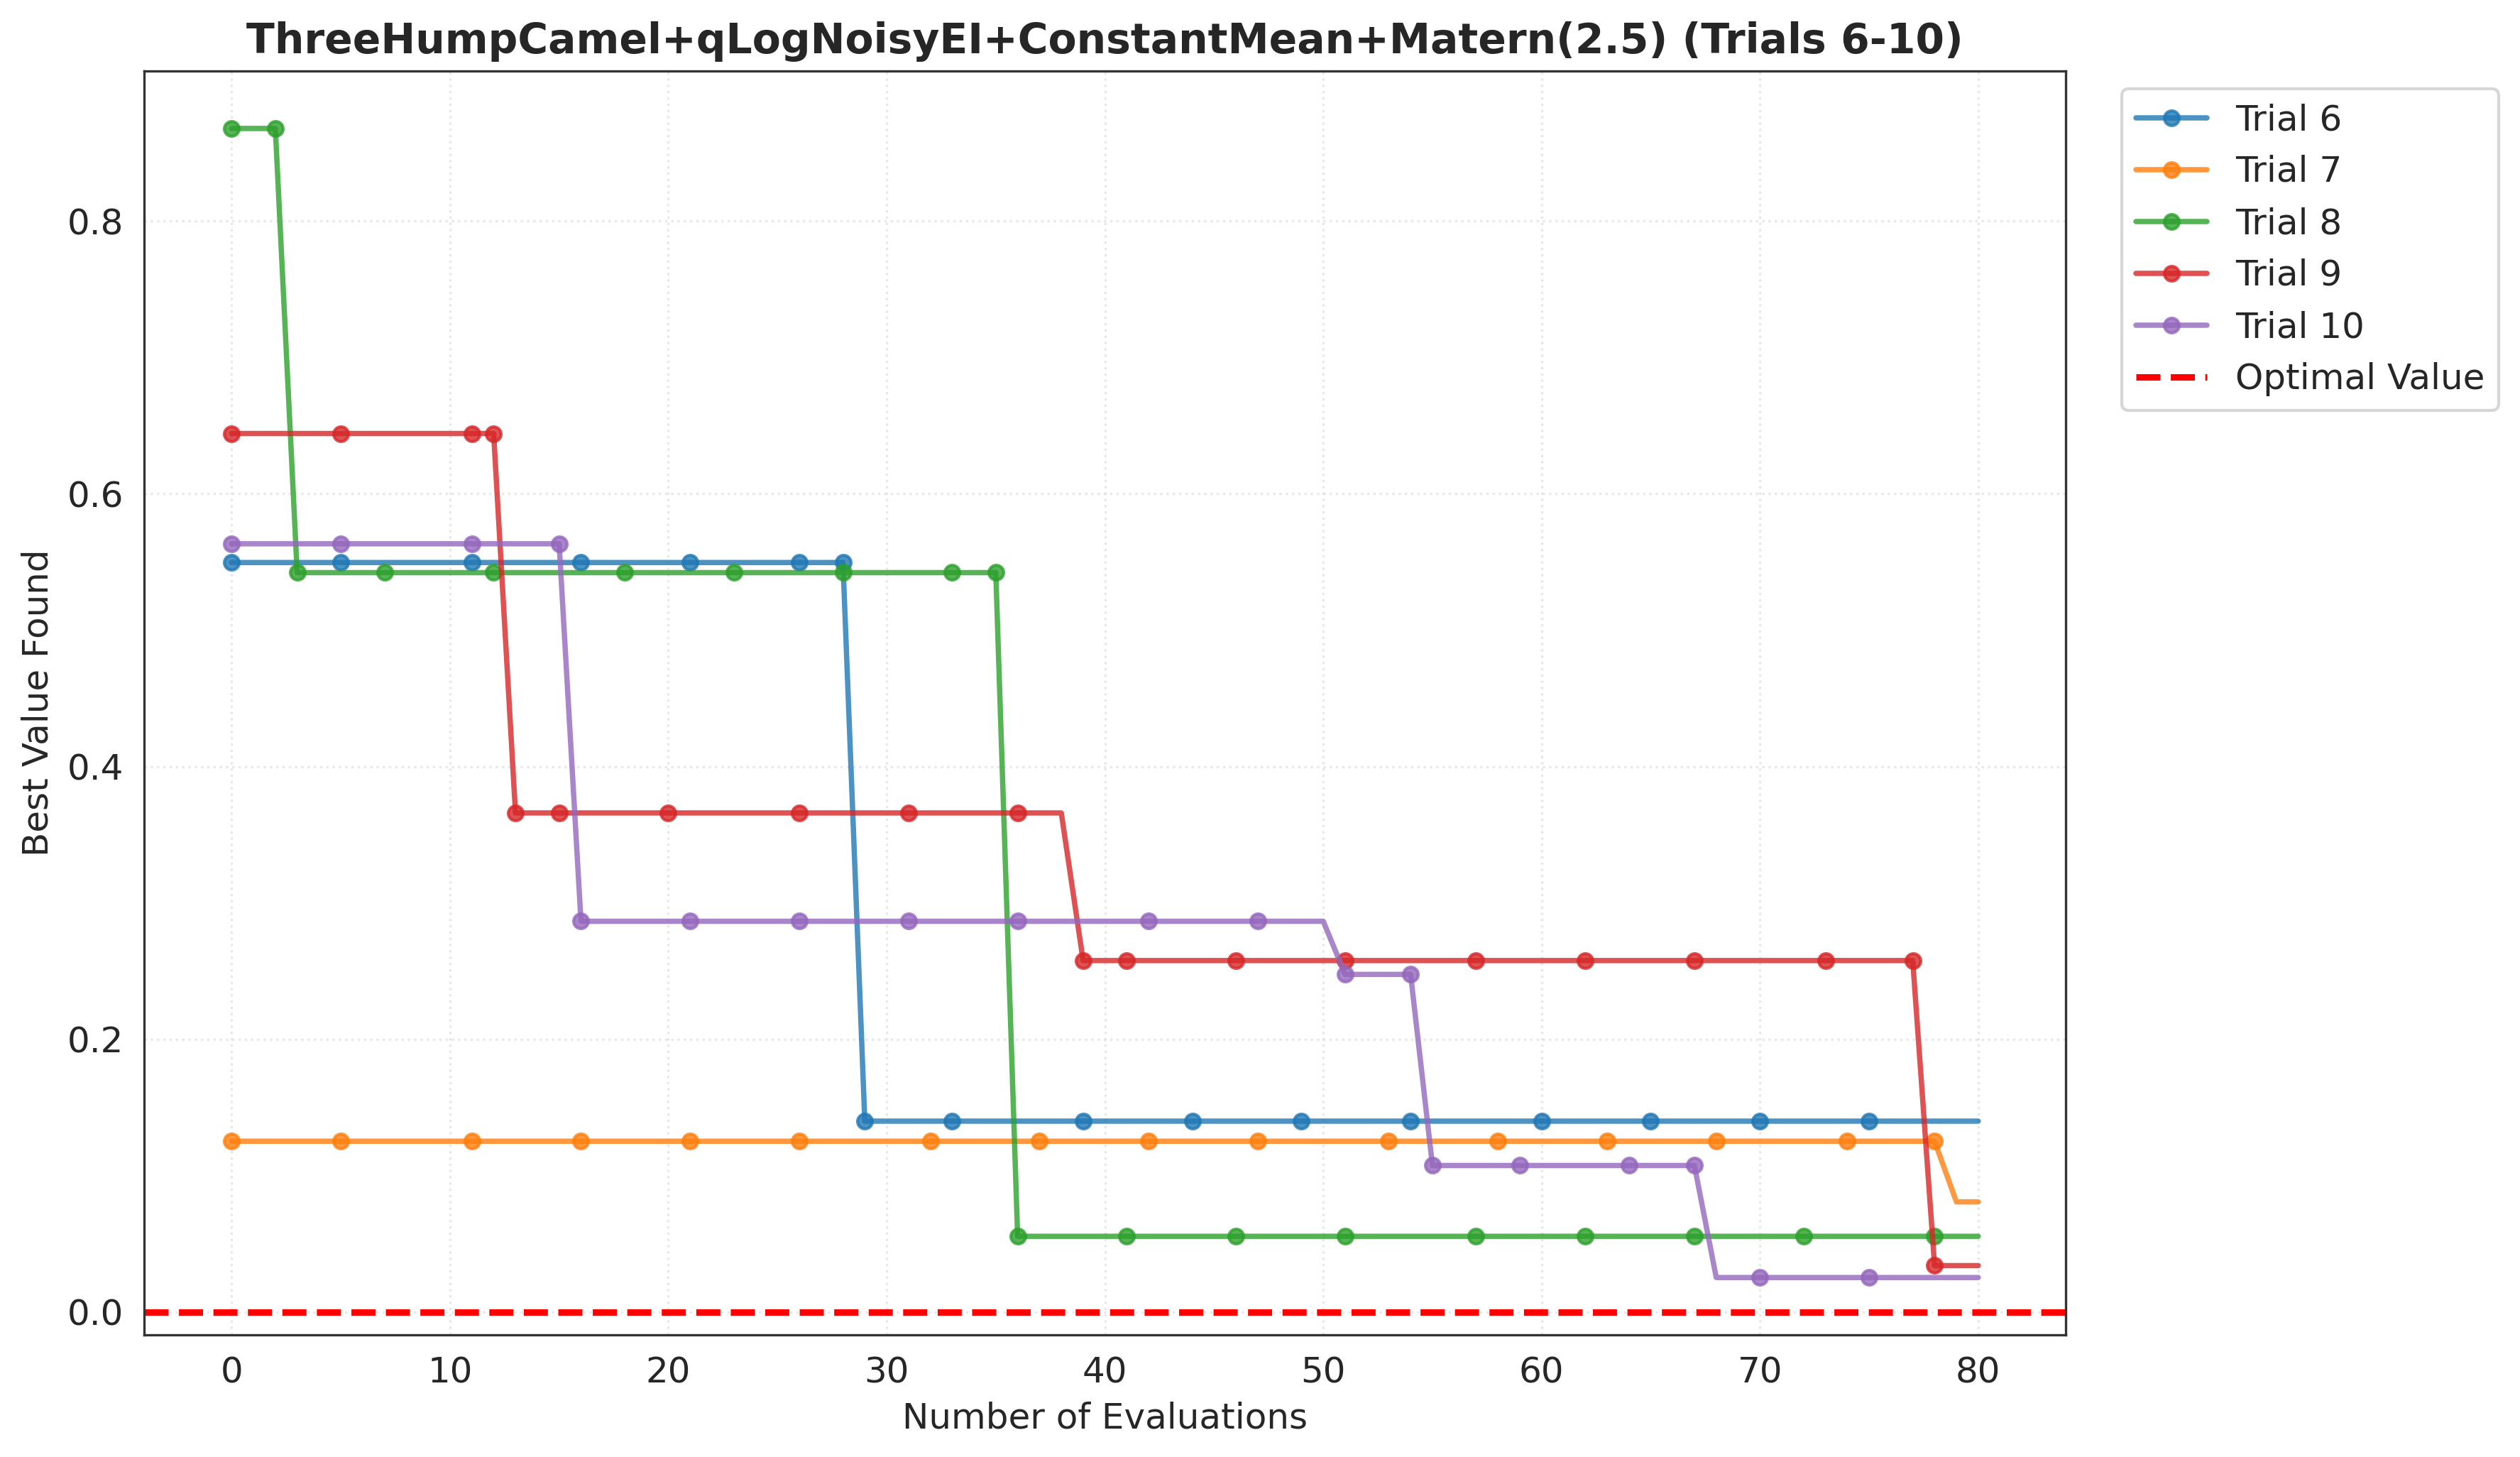 ThreeHumpCamel+qLogNoisyEI+ConstantMean+Matern(2.5) (Trials 6-10)
Trial 6
Trial 7
Trial 8
Trial 9
Trial 10
Optimal Value
Best Value Found
0.8
0.6
0.4
0.2
0.0
0 10 20 30 40 50 60 70 80
Number of Evaluations